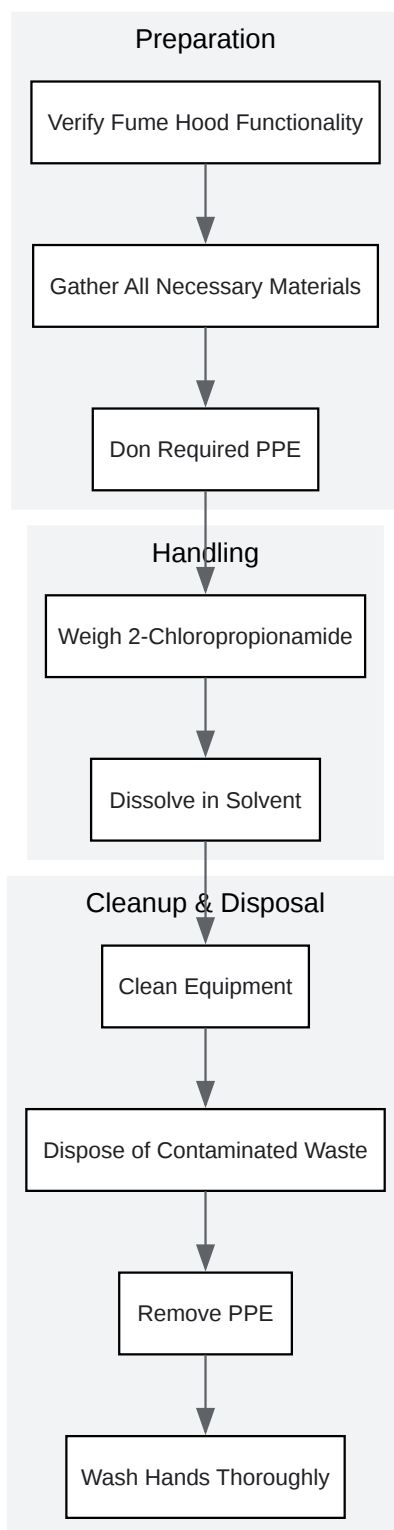 Preparation
Verify Fume Hood Functionality
Gather All Necessary Materials
Don Required PPE
Handling
Weigh 2-Chloropropionamide
Dissolve in Solvent
Cleanup & Disposal
Clean Equipment
Dispose of Contaminated Waste
Remove PPE
Wash Hands Thoroughly